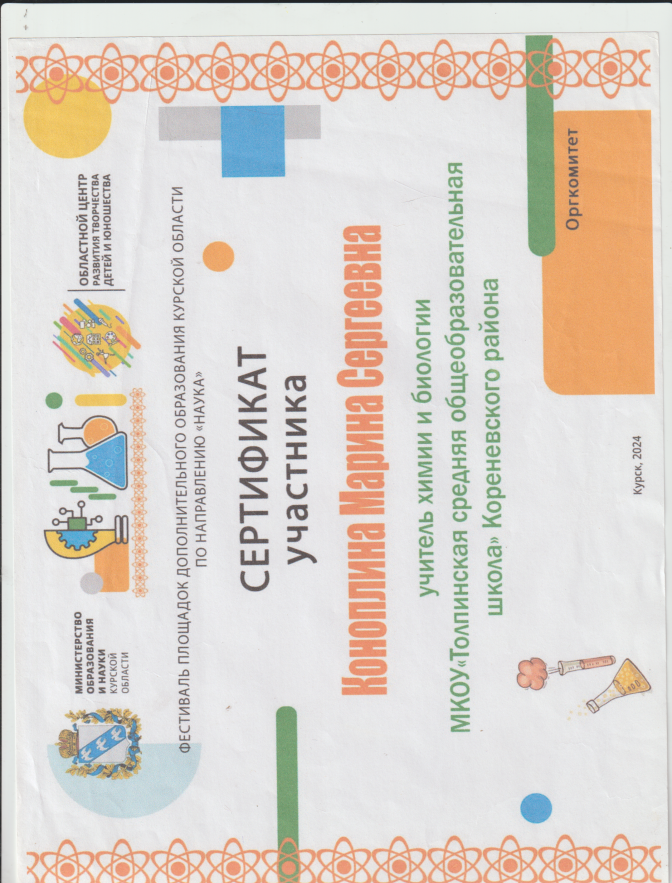 МИНИСТЕРСТВО
ОБРАЗОВАНИЯ
И НАУКИ
КУРСКОЙ
ОБЛАСТИ
ОБЛАСТНОЙ ЦЕНТР
РАЗВИТИЯ ТВОРЧЕСТВА
ДЕТЕЙ И ЮНОШЕСТВА
ФЕСТИВАЛЬ ПЛОЩАДОК ДОПОЛНИТЕЛЬНОГО ОБРАЗОВАНИЯ КУРСКОЙ ОБЛАСТИ
ПО НАПРАВЛЕНИЮ «НАУКА»
СЕРТИФИКАТ
участника
Коноплина Марина Сергеевна
учитель химии и биологии
МКОУ«Толпинская средняя общеобразовательная
школа» Кореневского района
Оргкомитет
Курск, 2024